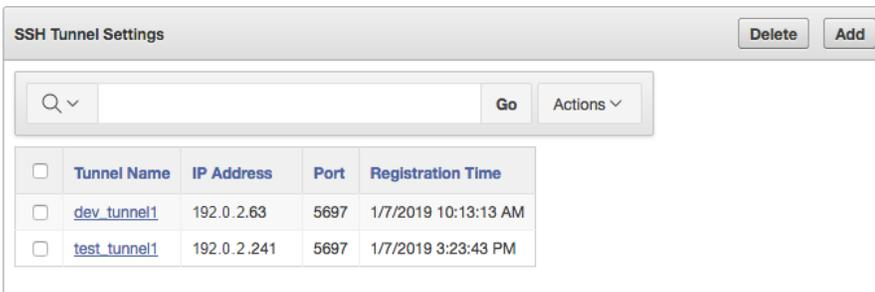 SSH Tunnel Settings Delete Add
Go Actions
Tunnel Name IP Address Port Registration Time
dev_tunnel1 192.0.2.63 5697 1/7/2019 10:13:13 AM
test_tunnel1 192.0.2.241 5697 1/7/2019 3:23:43 PM